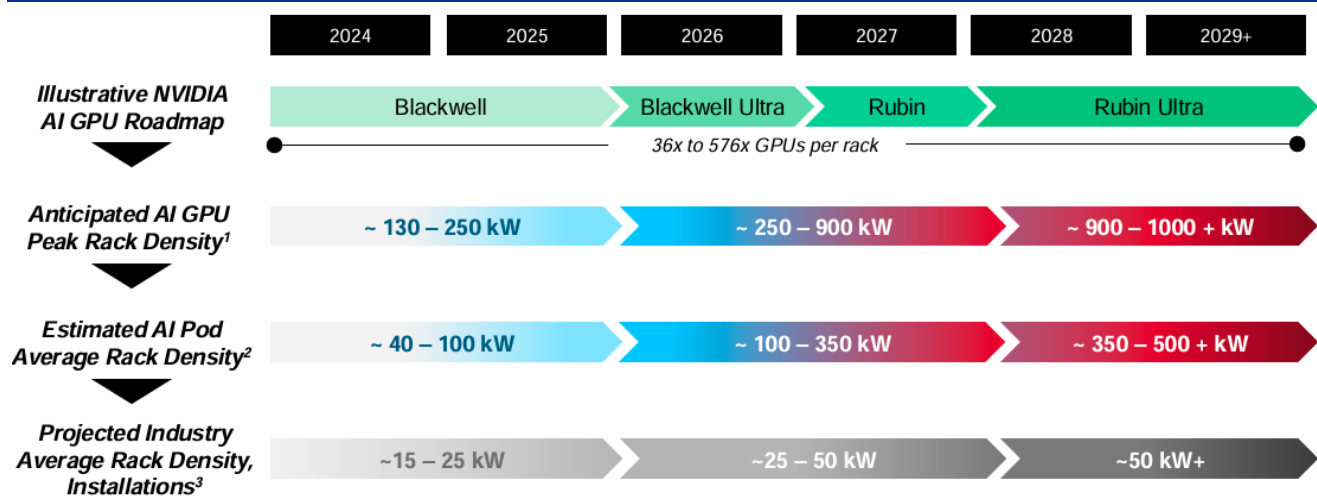 2024 2025 2026 2027 2028 2029+
Illustrative NVIDIA
AI GPU Roadmap
Blackwell Blackwell Ultra Rubin Rubin Ultra
36x to 576x GPUs per rack
Anticipated AI GPU
Peak Rack Density1
~ 130 – 250 kW ~ 250 – 900 kW ~ 900 – 1000 + kW
Estimated AI Pod
Average Rack Density2
~ 40 – 100 kW ~ 100 – 350 kW ~ 350 – 500 + kW
Projected Industry
Average Rack Density,
Installations3
~15 – 25 kW ~25 – 50 kW ~50 kW+